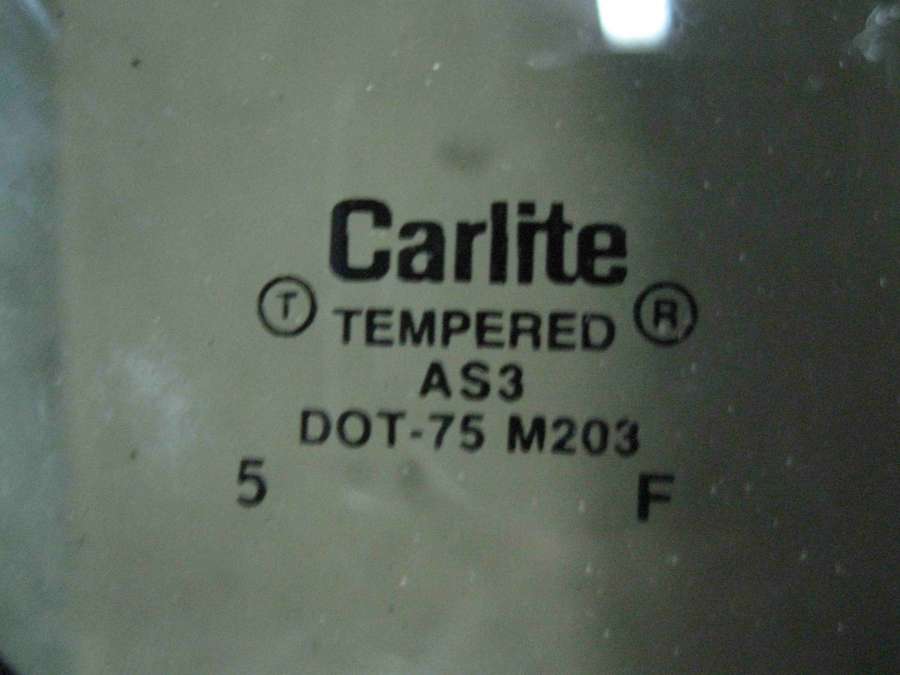 Carlite
Ⓣ TEMPERED ®
AS3
DOT-75 M203
5 F